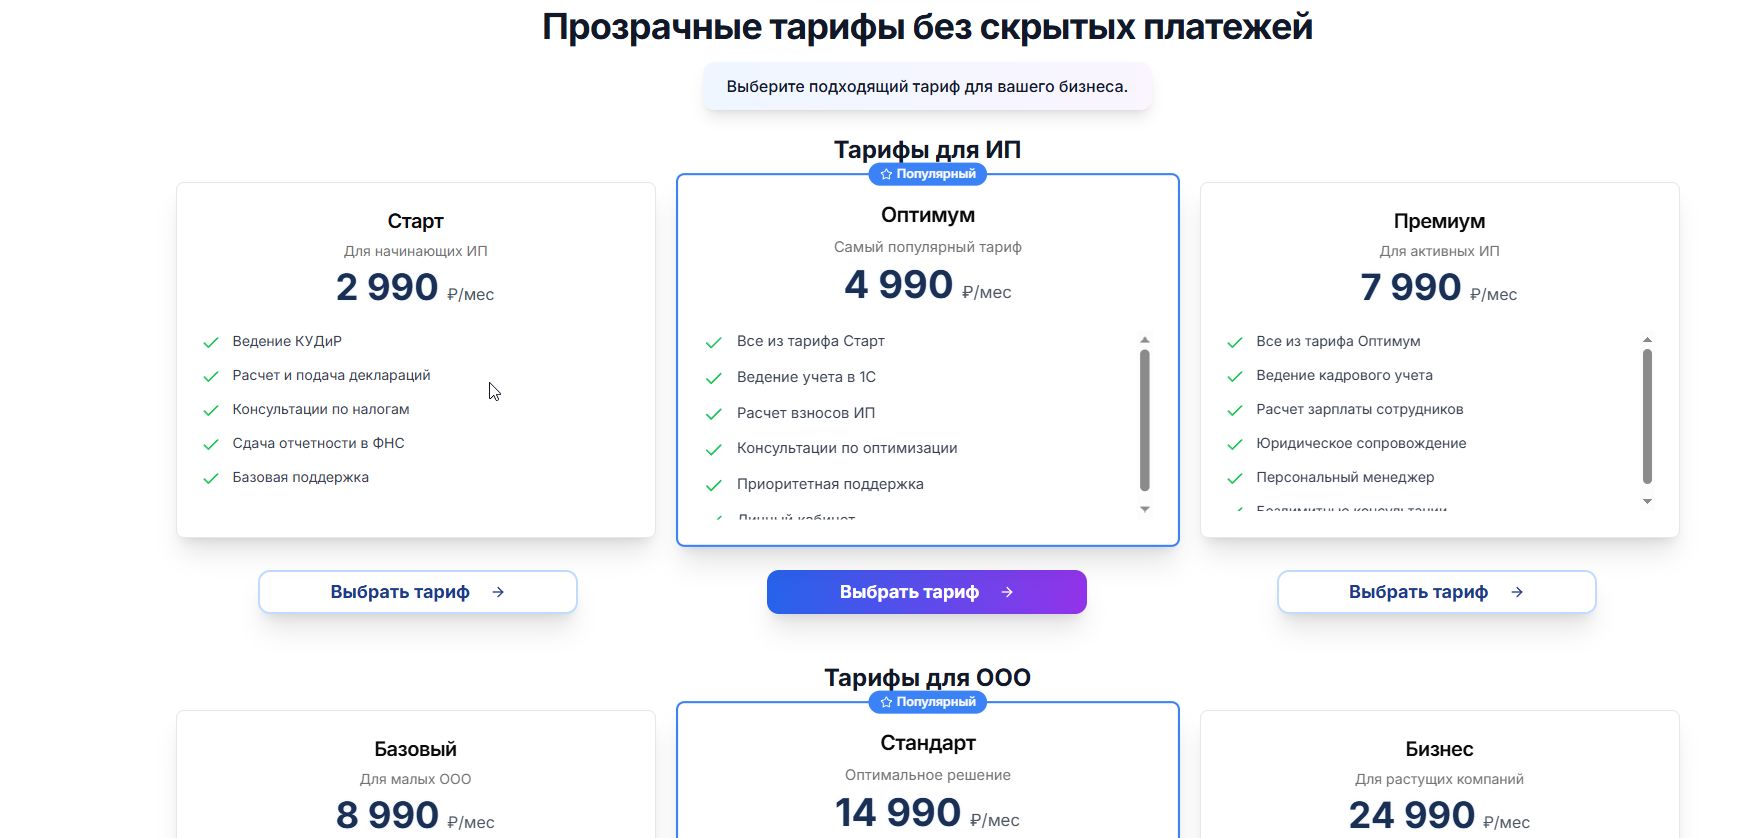 Прозрачные тарифы без скрытых платежей
Выберите подходящий тариф для вашего бизнеса.
Тарифы для ИП
Старт
Для начинающих ИП
2 990 ₽/мес
Ведение КУДиР
Расчет и подача деклараций
Консультации по налогам
Сдача отчетности в ФНС
Базовая поддержка
Выбрать тариф
Популярный
Оптимум
Самый популярный тариф
4 990 ₽/мес
Все из тарифа Старт
Ведение учета в 1С
Расчет взносов ИП
Консультации по оптимизации
Приоритетная поддержка
Личный кабинет
Выбрать тариф
Премиум
Для активных ИП
7 990 ₽/мес
Все из тарифа Оптимум
Ведение кадрового учета
Расчет зарплаты сотрудников
Юридическое сопровождение
Персональный менеджер
Безлимитные консультации
Выбрать тариф
Тарифы для ООО
Базовый
Для малых ООО
8 990 ₽/мес
Популярный
Стандарт
Оптимальное решение
14 990 ₽/мес
Бизнес
Для растущих компаний
24 990 ₽/мес